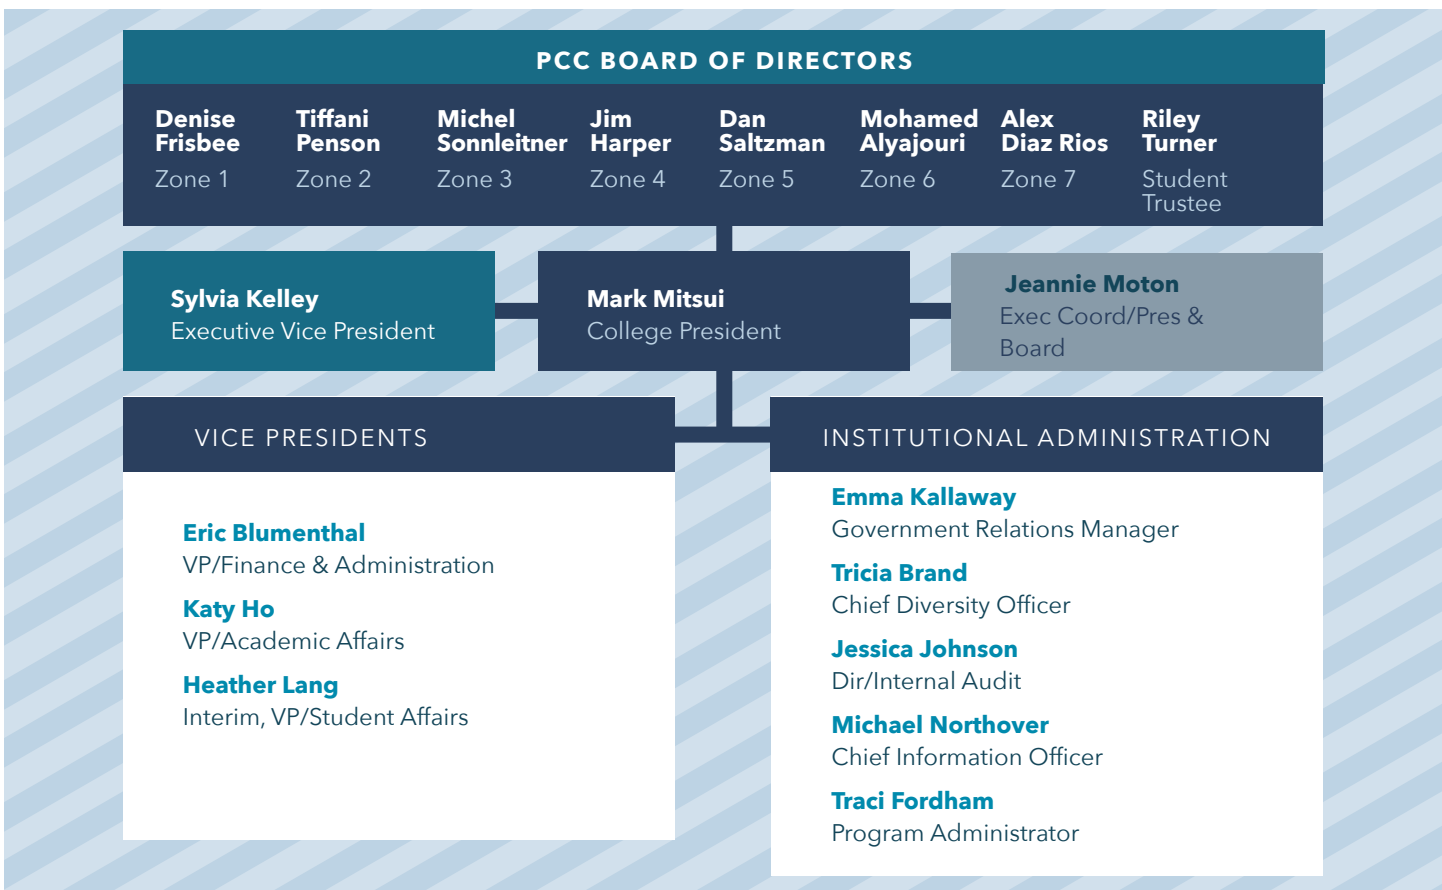 PCC BOARD OF DIRECTORS
Denise
Frisbee
Zone 1
Tiffani
Penson
Zone 2
Michel
Sonnleitner
Zone 3
Jim
Harper
Zone 4
Dan
Saltzman
Zone 5
Mohamed
Alyajouri
Zone 6
Alex
Diaz Rios
Zone 7
Riley
Turner
Student
Trustee
Sylvia Kelley
Executive Vice President
Mark Mitsui
College President
Jeannie Moton
Exec Coord/Pres &
Board
VICE PRESIDENTS
Eric Blumenthal
VP/Finance & Administration
Katy Ho
VP/Academic Affairs
Heather Lang
Interim, VP/Student Affairs
INSTITUTIONAL ADMINISTRATION
Emma Kallaway
Government Relations Manager
Tricia Brand
Chief Diversity Officer
Jessica Johnson
Dir/Internal Audit
Michael Northover
Chief Information Officer
Traci Fordham
Program Administrator